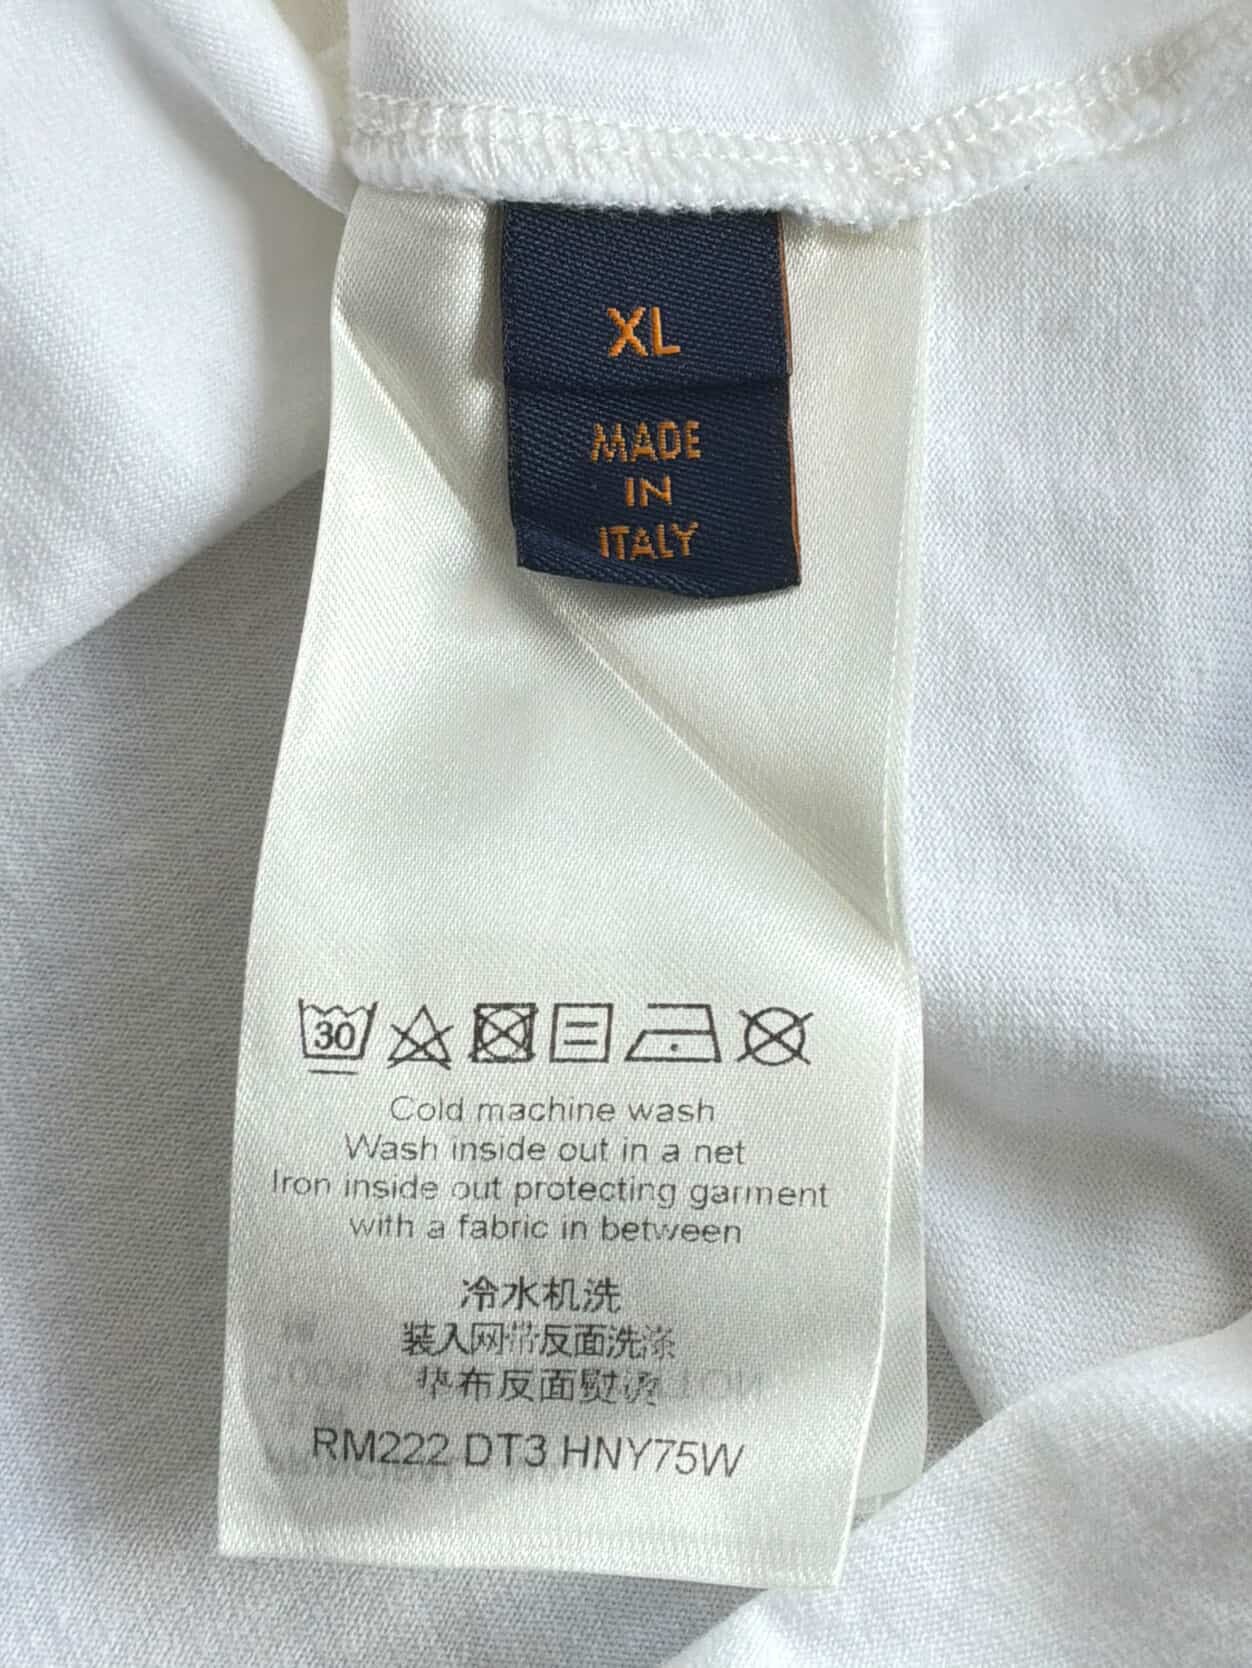 XL
MADE
IN
ITALY
30
Cold machine wash
Wash inside out in a net
Iron inside out protecting garment
with a fabric in between
冷水机洗
装入网带反面洗涤
垫布反面熨烫
RM222 DT3 HNY75W